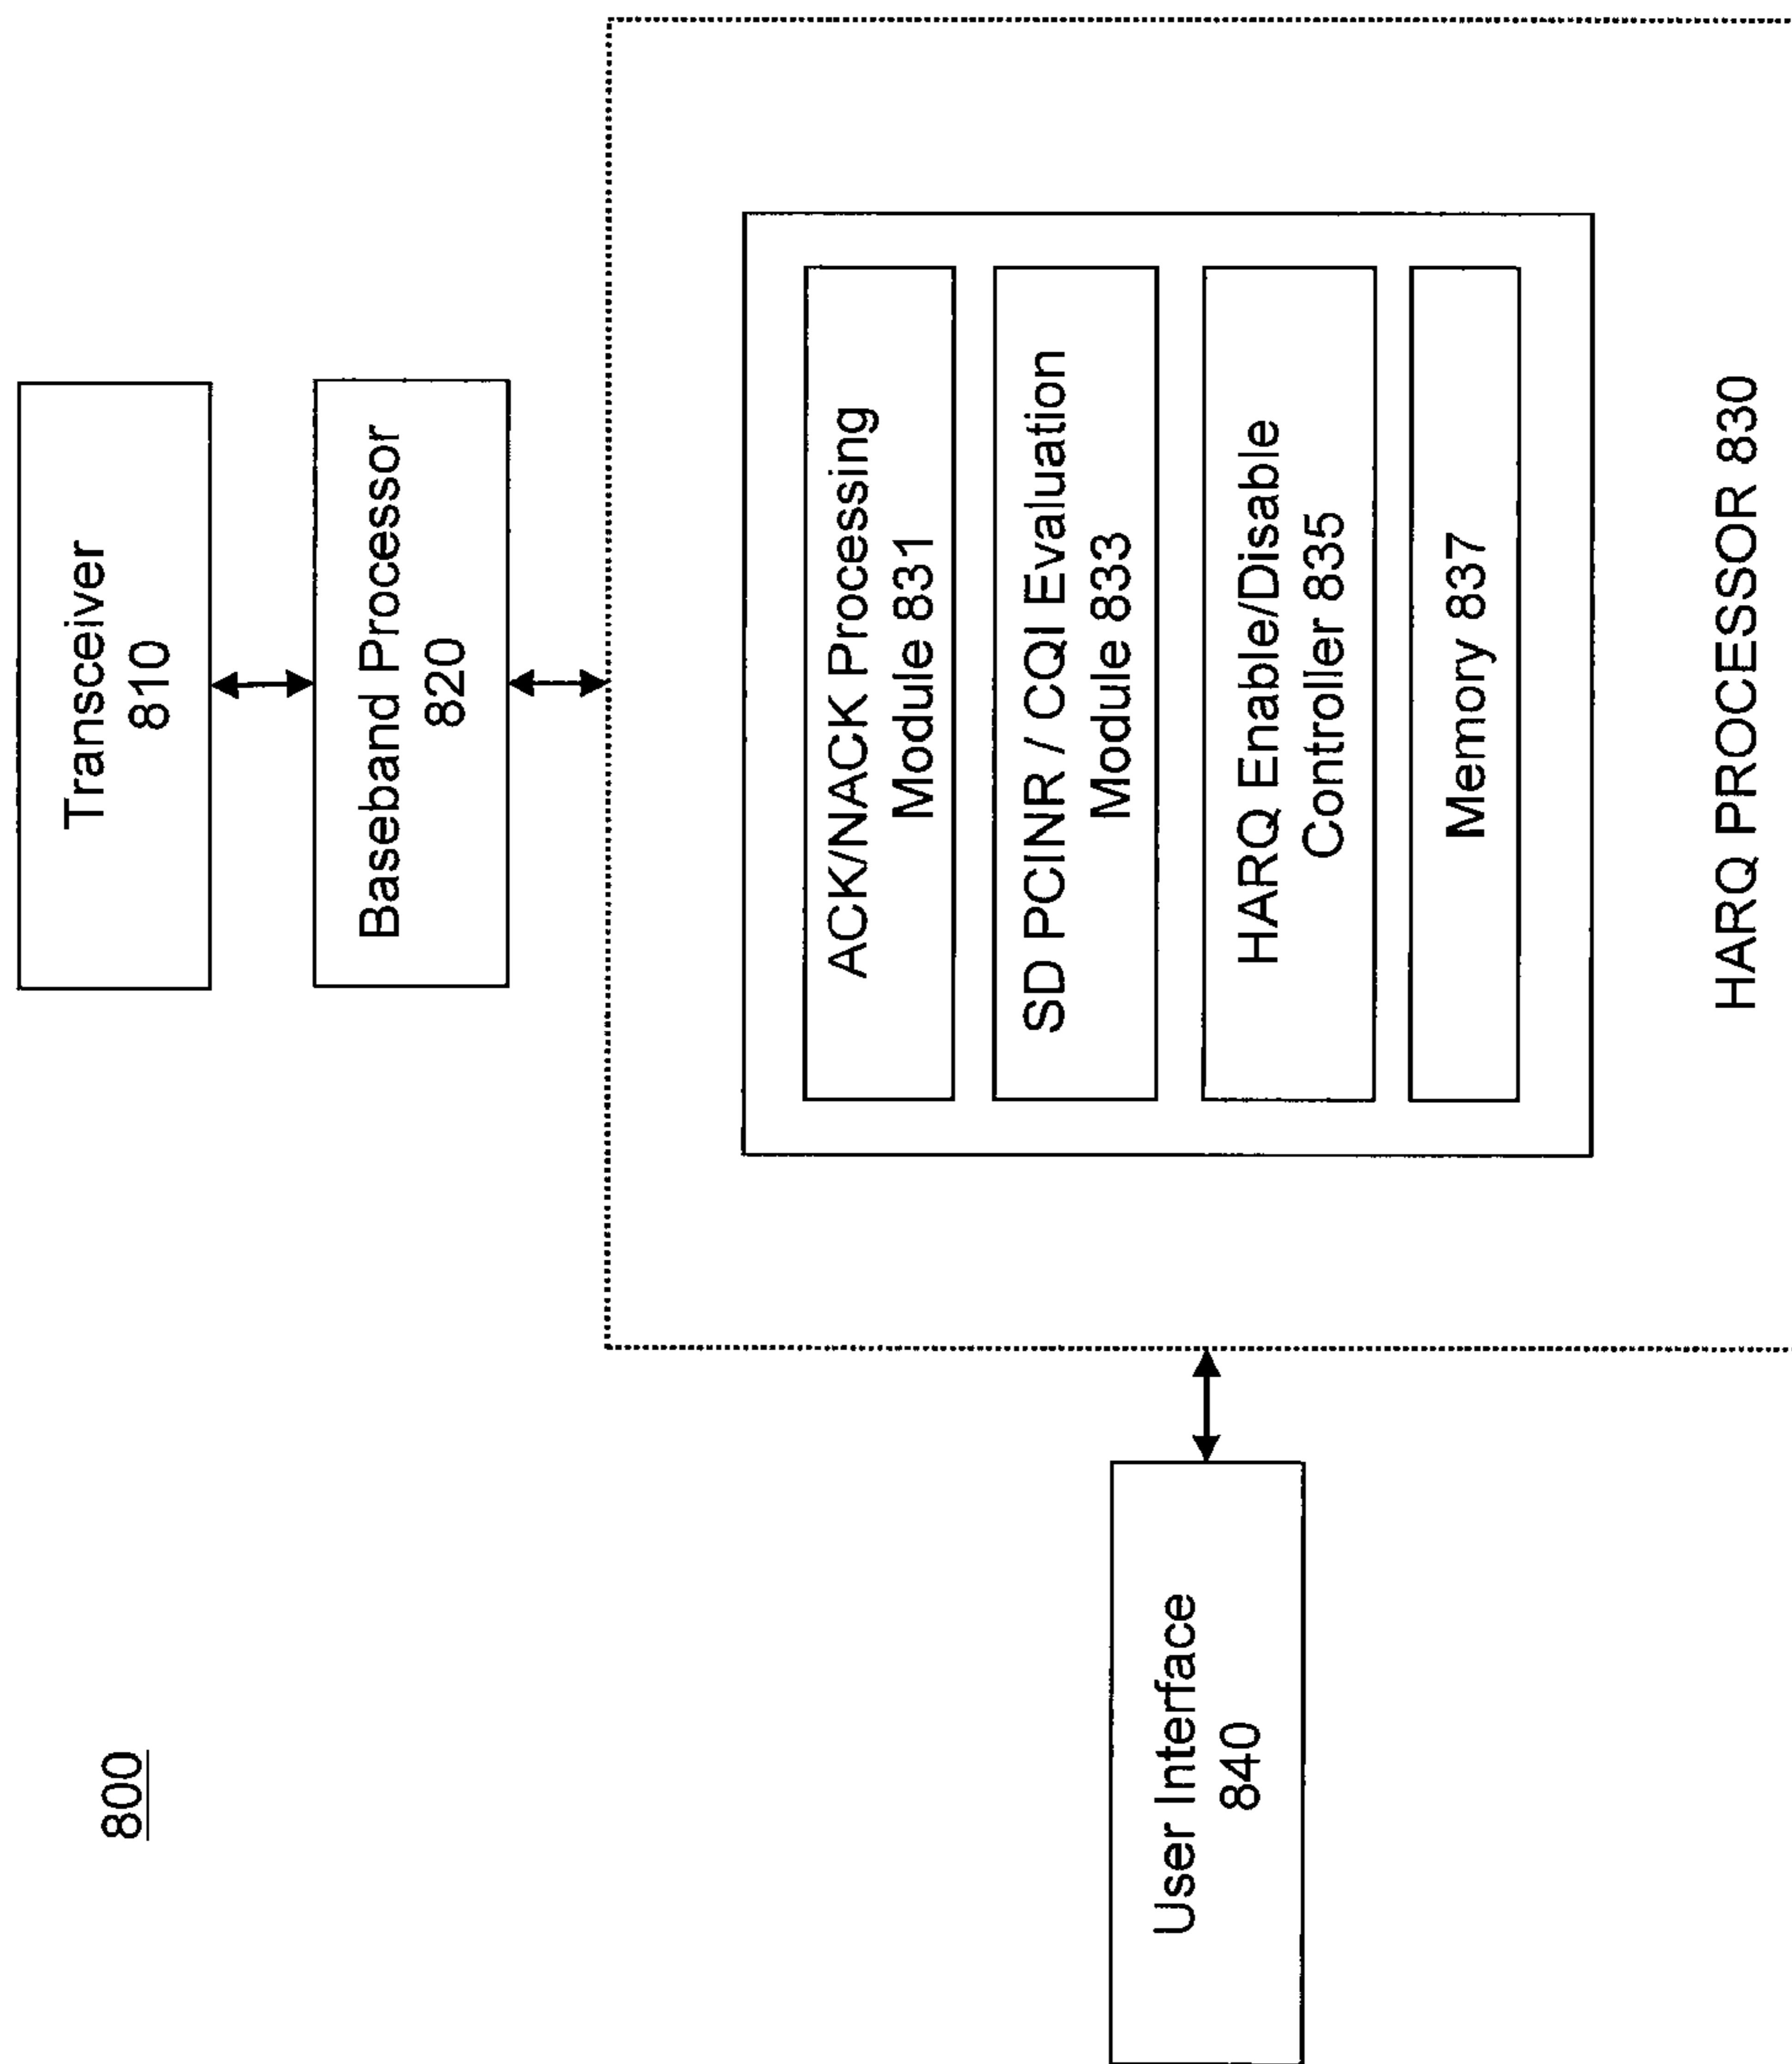 800
Transceiver
810
Baseband Processor
820
ACK/NACK Processing
Module 831
SD PCINR / CQI Evaluation
Module 833
HARQ Enable/Disable
Controller 835
Memory 837
HARQ PROCESSOR 830
User Interface
840